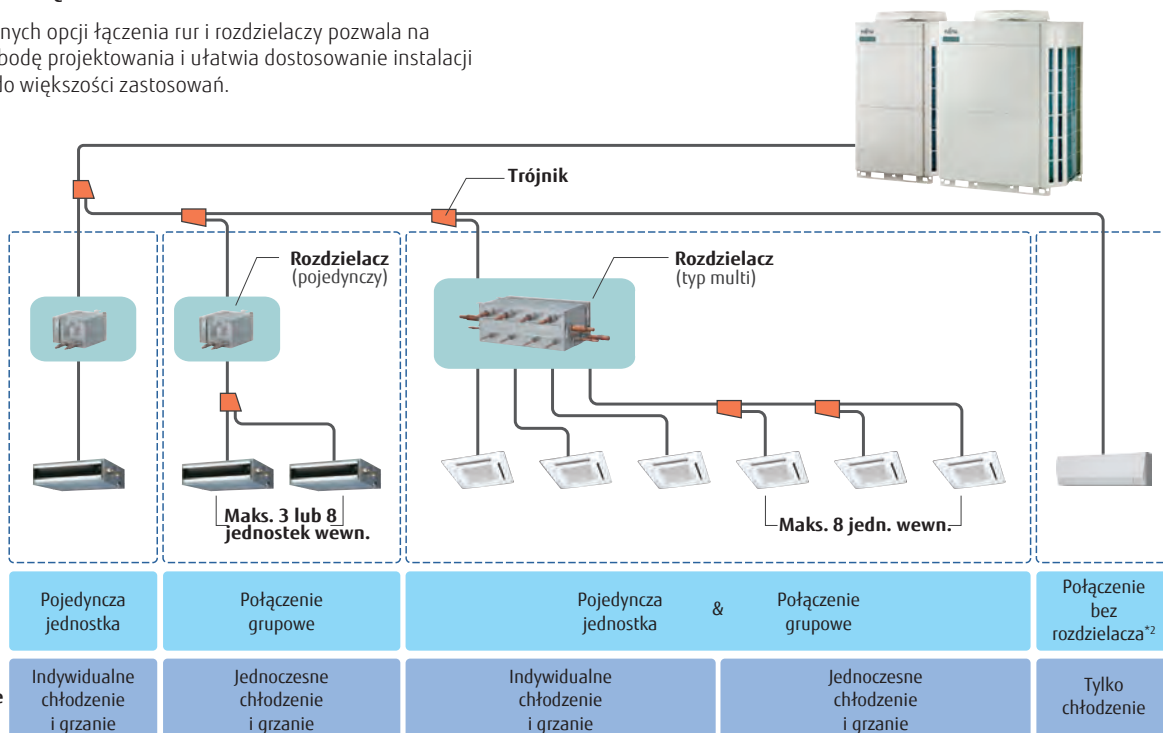 nych opcji łączenia rur i rozdzielaczy pozwala na
bodę projektowania i ułatwia dostosowanie instalacji
do większości zastosowań.
Trójnik
Rozdzielacz
(pojedynczy)
Rozdzielacz
(typ multi)
Maks. 3 lub 8
jednostek wewn.
Maks. 8 jedn. wewn.
Pojedyncza
jednostka
Połączenie
grupowe
Pojedyncza
jednostka
&
Połączenie
grupowe
Połączenie
bez
rozdzielacza*2
e
Indywidualne
chłodzenie
i grzanie
Jednoczesne
chłodzenie
i grzanie
Indywidualne
chłodzenie
i grzanie
Jednoczesne
chłodzenie
i grzanie
Tylko
chłodzenie